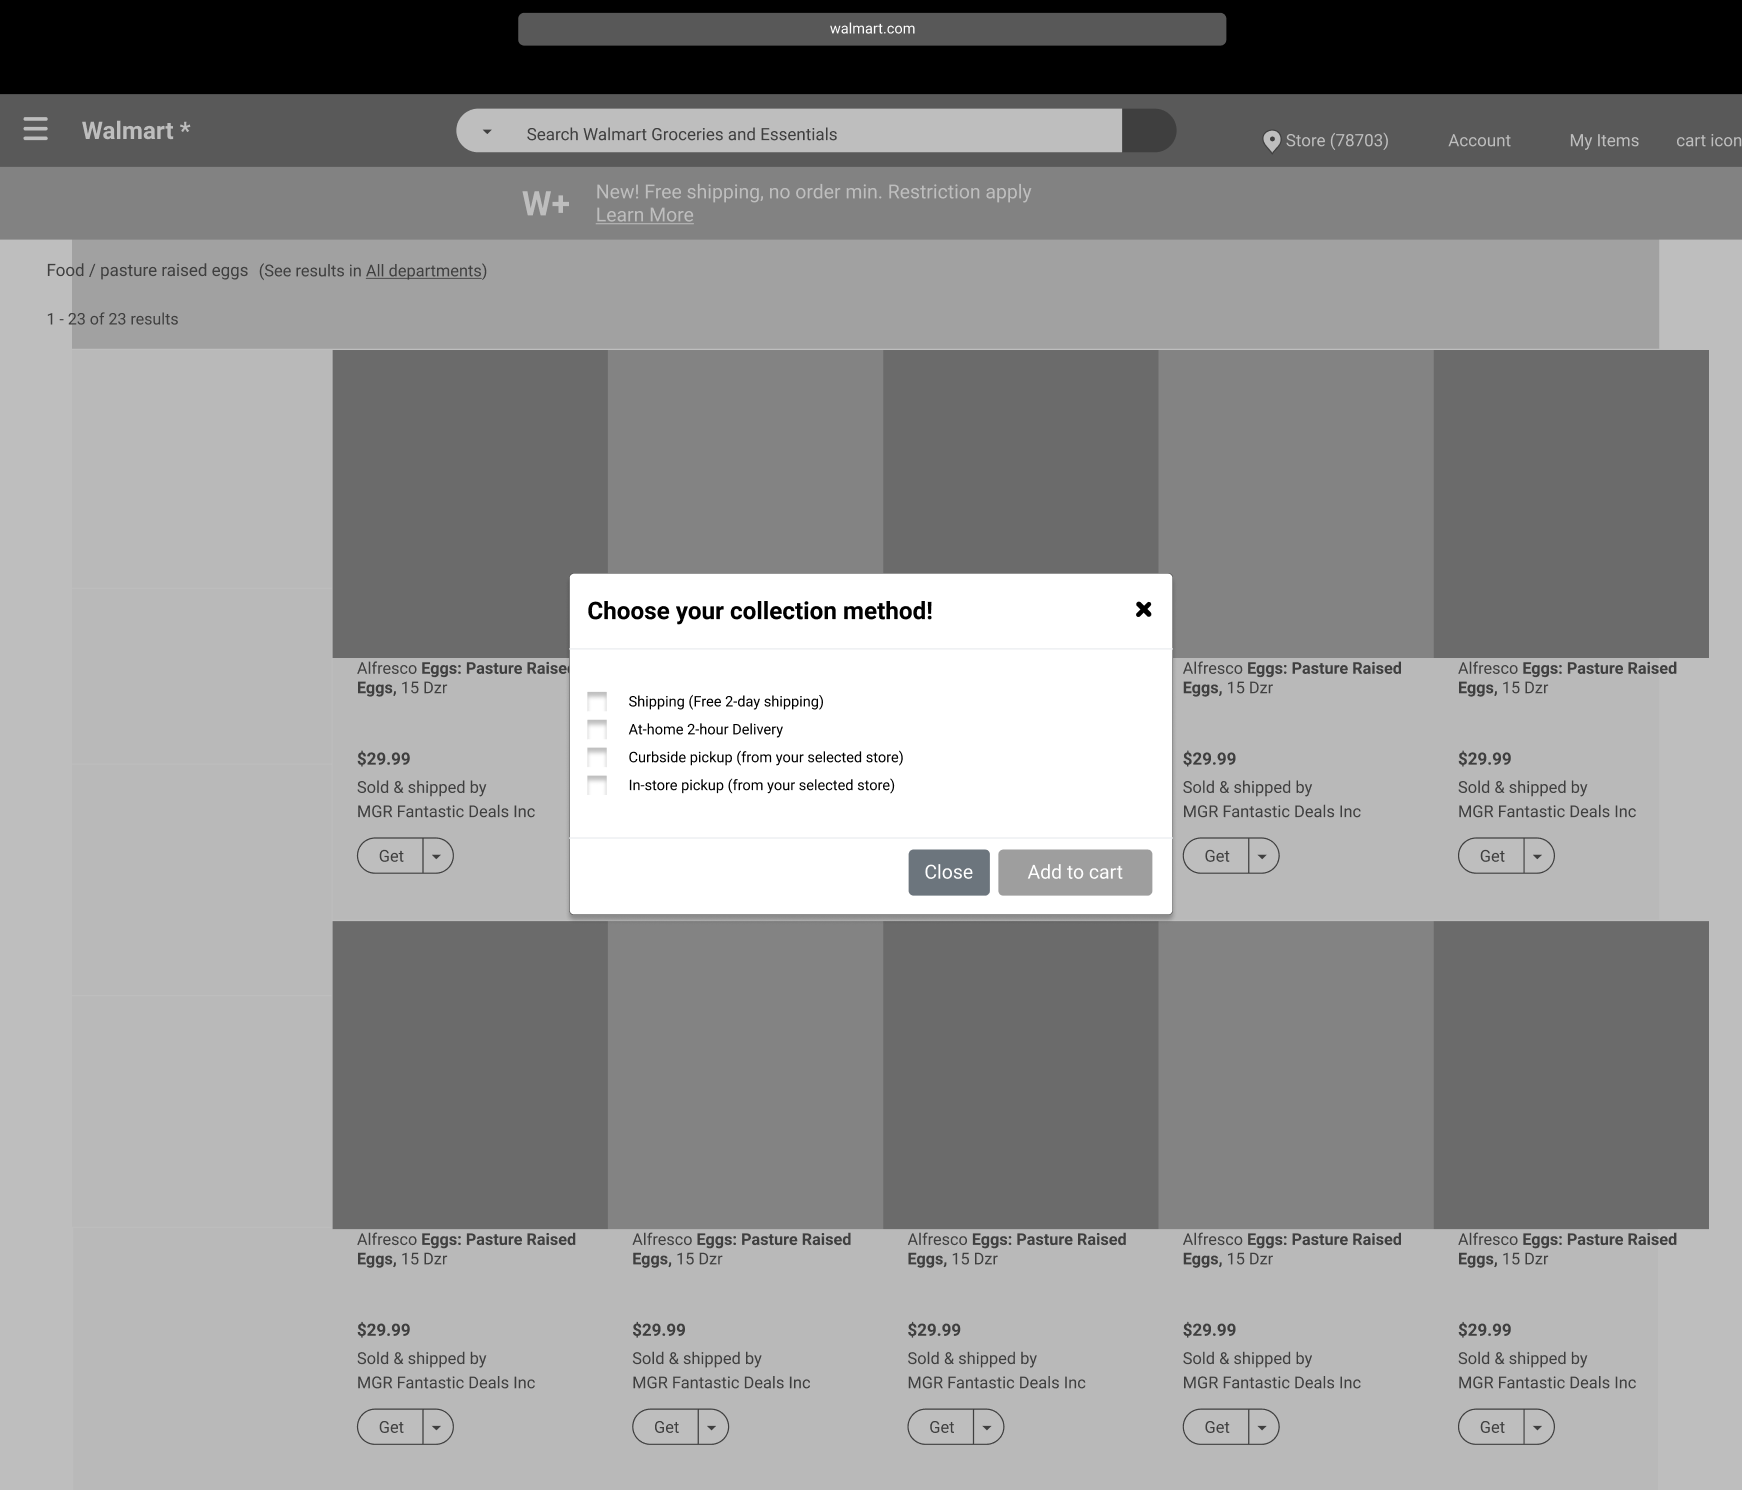 walmart.com
Walmart *
Search Walmart Groceries and Essentials
Store (78703)
Account
My Items
cart icon
W+
New! Free shipping, no order min. Restriction apply
Learn More
Food / pasture raised eggs (See results in All departments)
1 - 23 of 23 results
Choose your collection method!
Shipping (Free 2-day shipping)
At-home 2-hour Delivery
Curbside pickup (from your selected store)
In-store pickup (from your selected store)
Close
Add to cart
Alfresco Eggs: Pasture Raised
Eggs, 15 Dzr
$29.99
Sold & shipped by
MGR Fantastic Deals Inc
Get
Alfresco Eggs: Pasture Raised
Eggs, 15 Dzr
$29.99
Sold & shipped by
MGR Fantastic Deals Inc
Get
Alfresco Eggs: Pasture Raised
Eggs, 15 Dzr
$29.99
Sold & shipped by
MGR Fantastic Deals Inc
Get
Alfresco Eggs: Pasture Raised
Eggs, 15 Dzr
$29.99
Sold & shipped by
MGR Fantastic Deals Inc
Get
Alfresco Eggs: Pasture Raised
Eggs, 15 Dzr
$29.99
Sold & shipped by
MGR Fantastic Deals Inc
Get
Alfresco Eggs: Pasture Raised
Eggs, 15 Dzr
$29.99
Sold & shipped by
MGR Fantastic Deals Inc
Get
Alfresco Eggs: Pasture Raised
Eggs, 15 Dzr
$29.99
Sold & shipped by
MGR Fantastic Deals Inc
Get
Alfresco Eggs: Pasture Raised
Eggs, 15 Dzr
$29.99
Sold & shipped by
MGR Fantastic Deals Inc
Get